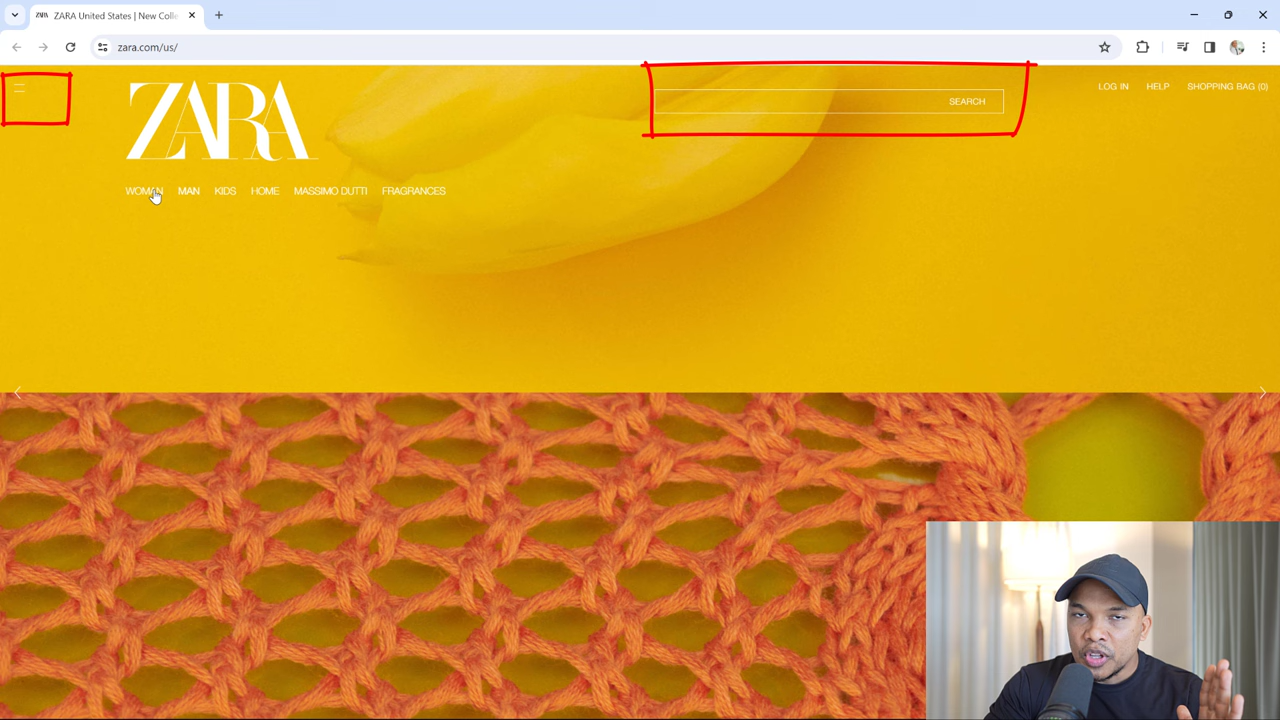 ZARA ZARA United States | New Colle
zara.com/us/
ZARA
SEARCH
LOG IN HELP SHOPPING BAG (0)
WOMAN MAN KIDS HOME MASSIMO DUTTI FRAGRANCES